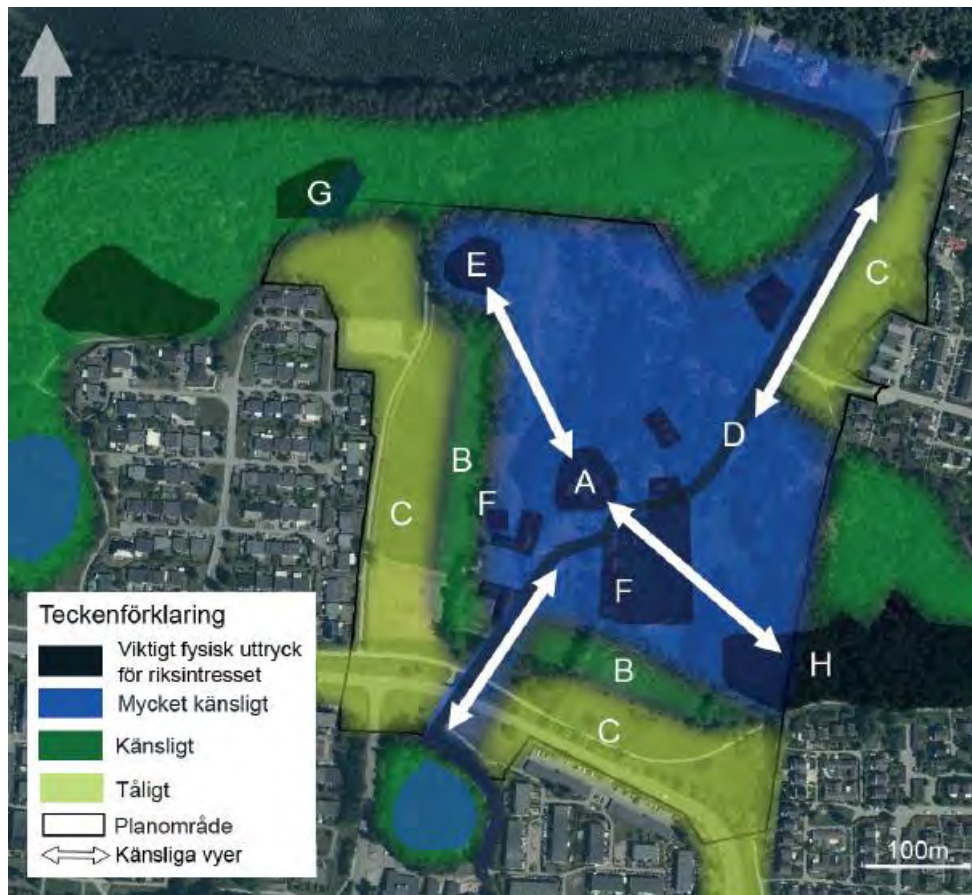 G
E
C
D
B
A
C
F
F
H
B
C
Teckenförklaring
Viktigt fysisk uttryck
för riksintresset
Mycket känsligt
Känsligt
Tåligt
Planområde
Känsliga vyer
100m